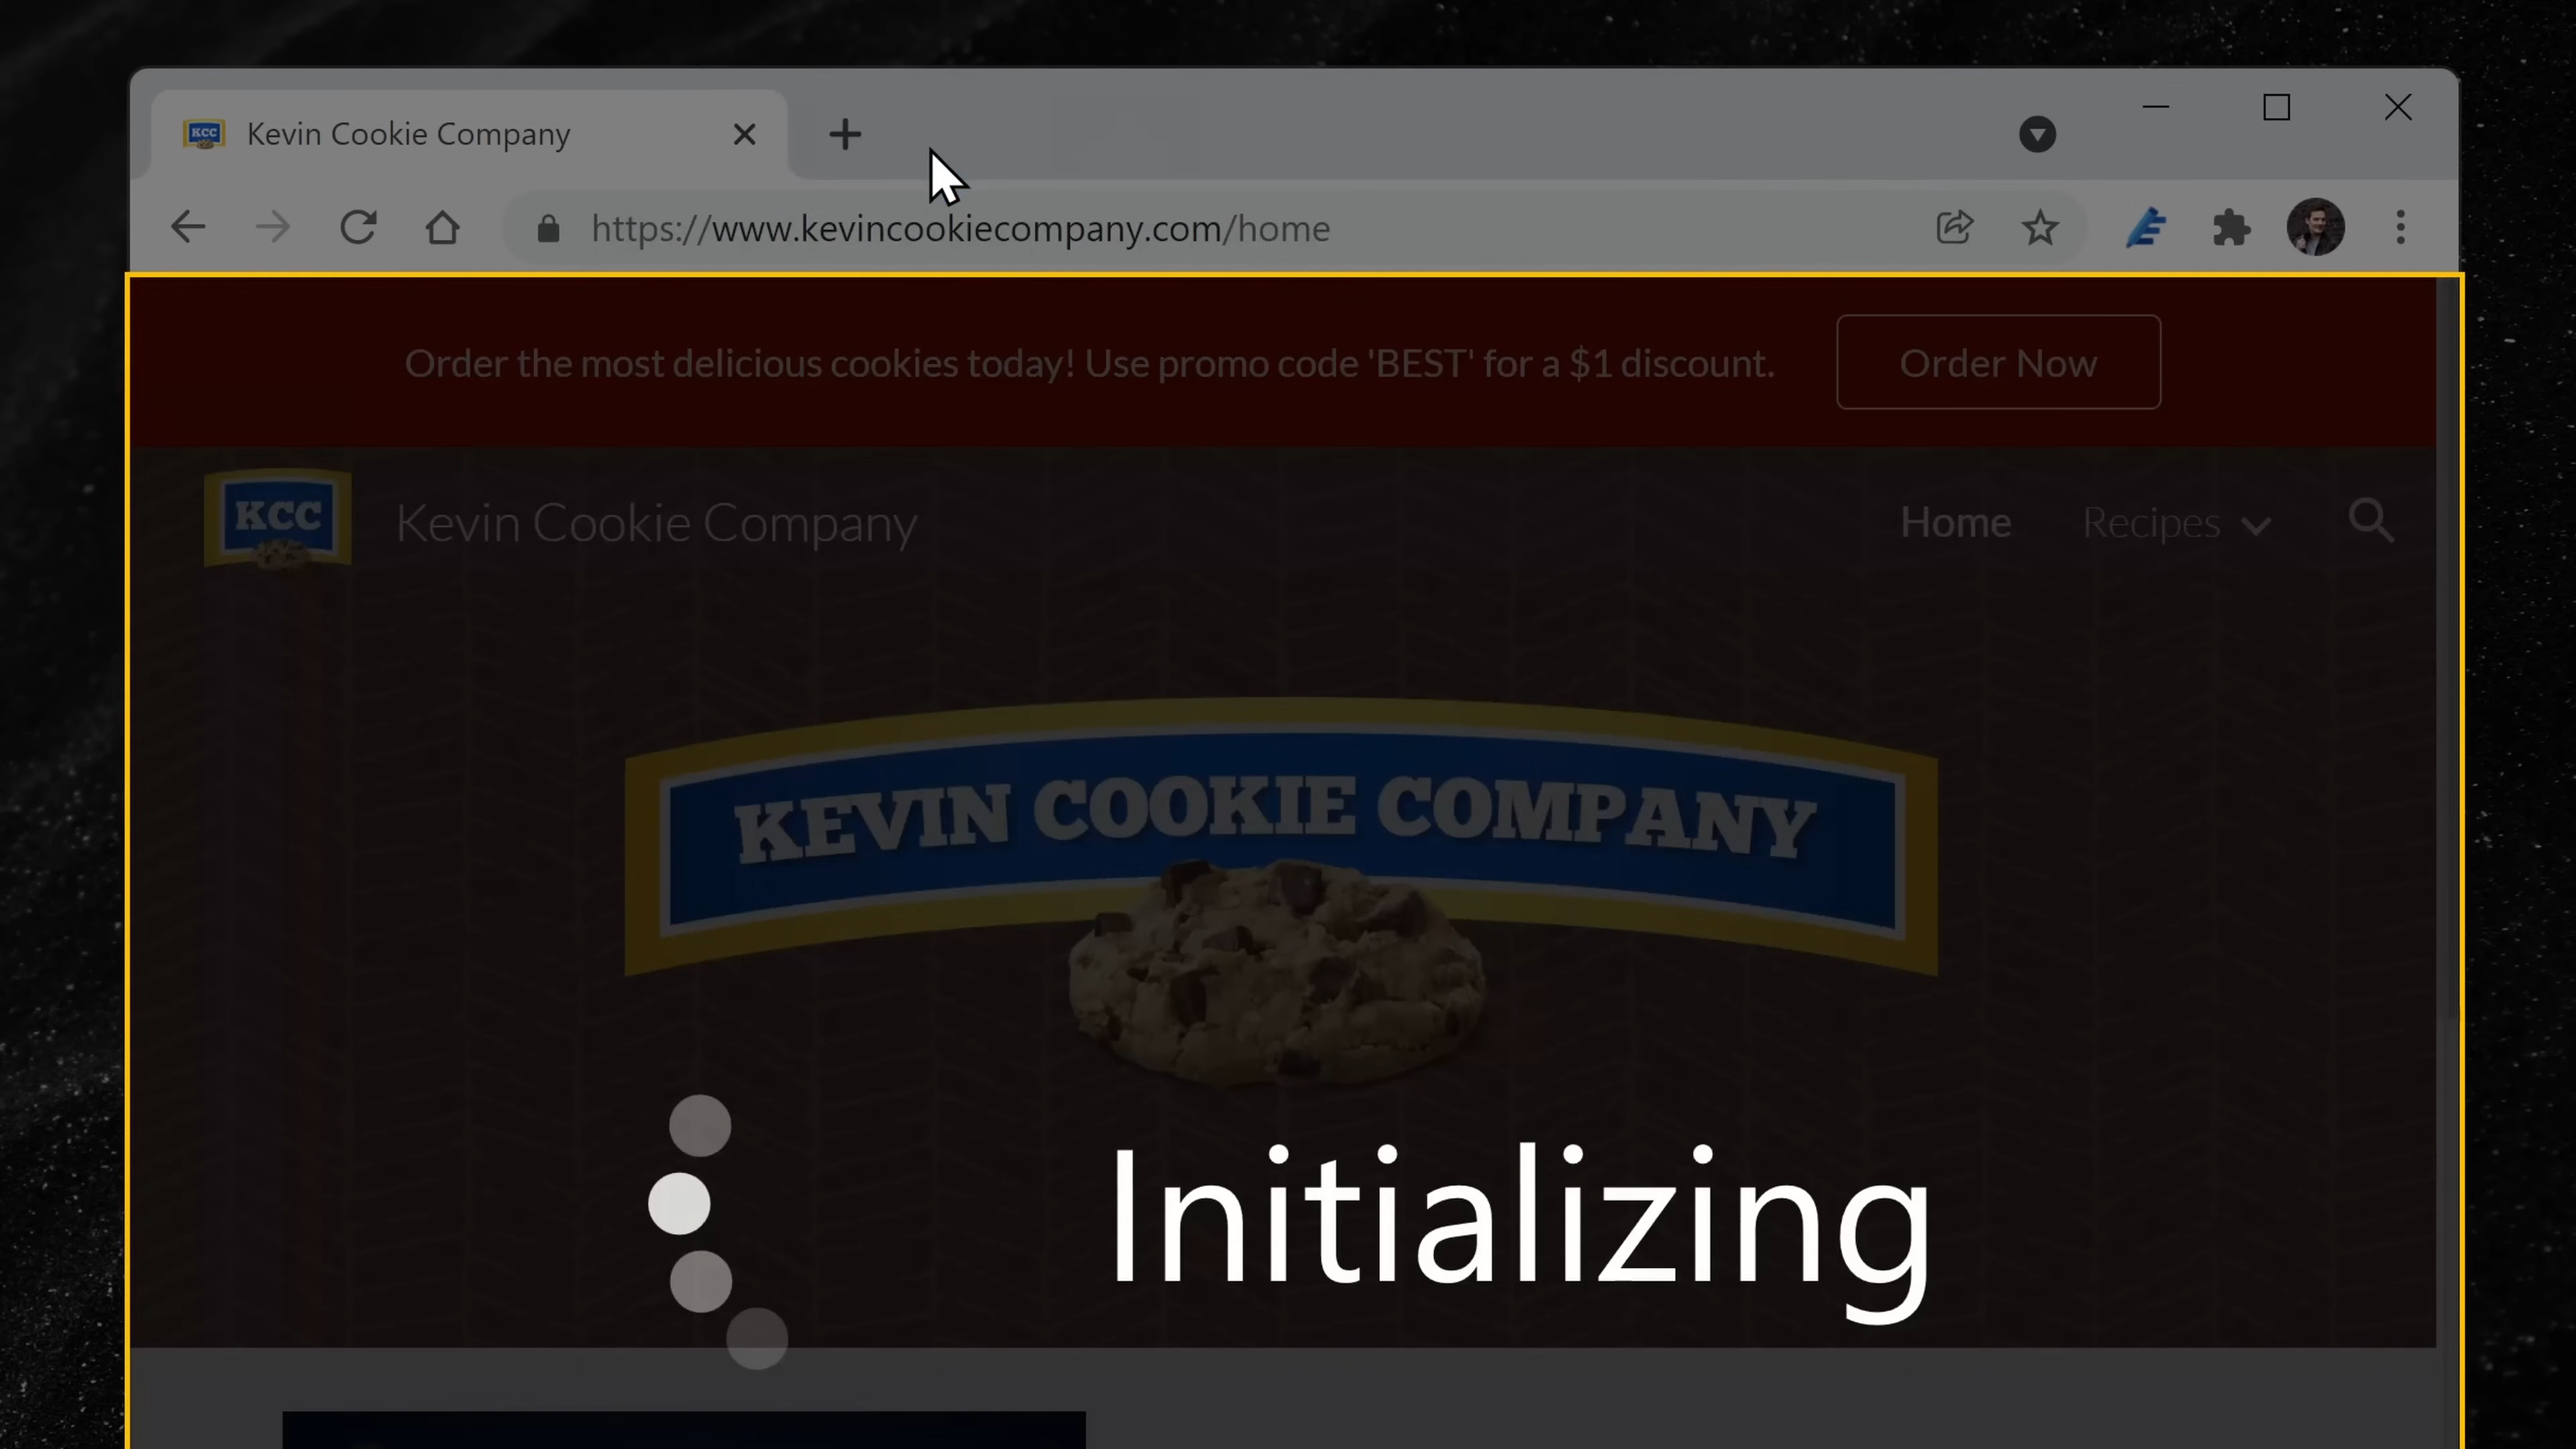 KCC
Kevin Cookie Company
https://www.kevincookiecompany.com/home
Order the most delicious cookies today! Use promo code 'BEST' for a $1 discount.
Order Now
KCC
Kevin Cookie Company
Home
Recipes
KEVIN COOKIE COMPANY
Initializing